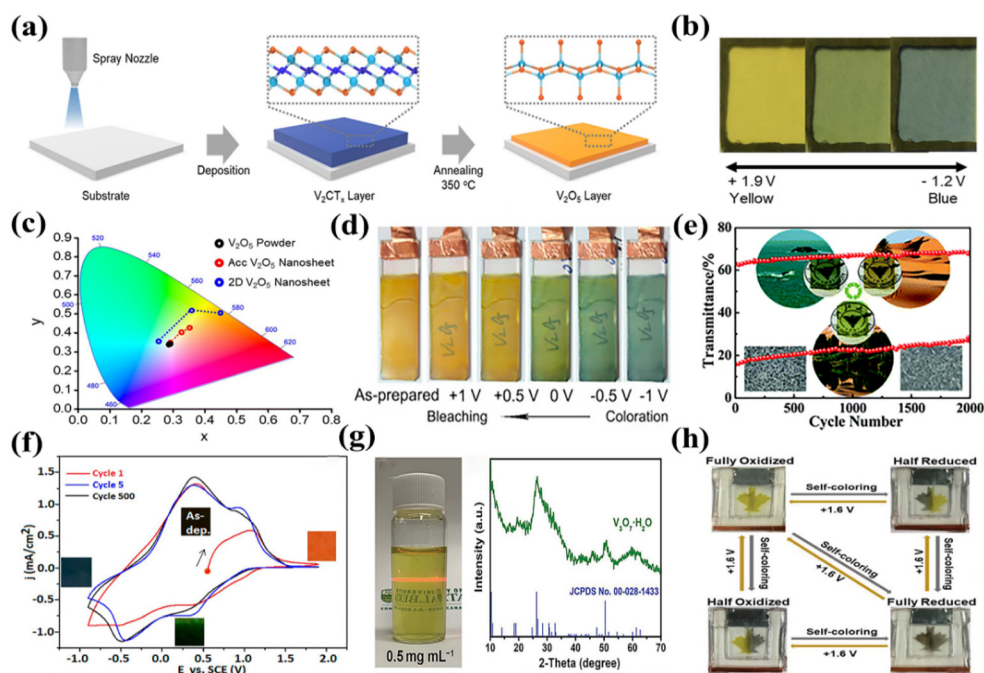 (a)
Spray Nozzle
Substrate
Deposition
V₂CTₓ Layer
Annealing
350 °C
V₂O₅ Layer
(b)
+ 1.9 V
Yellow
- 1.2 V
Blue
(c)
y
0.9
0.8
0.7
0.6
0.5
0.4
0.3
0.2
0.1
0.0
520
540
560
580
600
620
500
480
460
V₂O₅ Powder
Acc V₂O₅ Nanosheet
2D V₂O₅ Nanosheet
0.0 0.1 0.2 0.3 0.4 0.5 0.6 0.7 0.8
x
(d)
As-prepared +1 V +0.5 V 0 V -0.5 V -1 V
Bleaching Coloration
(e)
Transmittance/%
80
60
40
20
0
0 500 1000 1500 2000
Cycle Number
(f)
j (mA/cm²)
1.5
1.0
0.5
0.0
-0.5
-1.0
Cycle 1
Cycle 5
Cycle 500
As-
dep.
-1.0 -0.5 0.0 0.5 1.0 1.5 2.0
E vs. SCE (V)
(g)
0.5 mg mL⁻¹
Intensity (a.u.)
V₃O₇·H₂O
JCPDS No. 00-028-1433
10 20 30 40 50 60 70
2-Theta (degree)
(h)
Fully Oxidized
Half Reduced
Self-coloring
+1.6 V
Self-coloring
+1.6 V
Self-coloring
+1.6 V
Self-coloring
+1.6 V
Half Oxidized
Fully Reduced
Self-coloring
+1.6 V